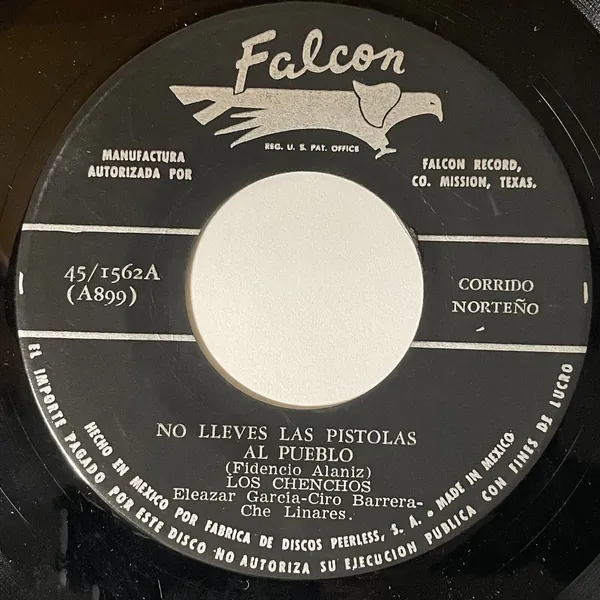 Falcon
REG. U. S. PAT. OFFICE
MANUFACTURA
AUTORIZADA POR
FALCON RECORD,
CO. MISSION, TEXAS.
45/1562A
(A899)
CORRIDO
NORTEÑO
NO LLEVES LAS PISTOLAS
AL PUEBLO
(Fidencio Alaniz)
LOS CHENCHOS
Eleazar García-Ciro Barrera-
Che Linares.
HECHO EN MEXICO POR FABRICA DE DISCOS PEERLESS, S. A. - MADE IN MEXICO
EL IMPORTE PAGADO POR ESTE DISCO NO AUTORIZA SU EJECUCION PUBLICA CON FINES DE LUCRO